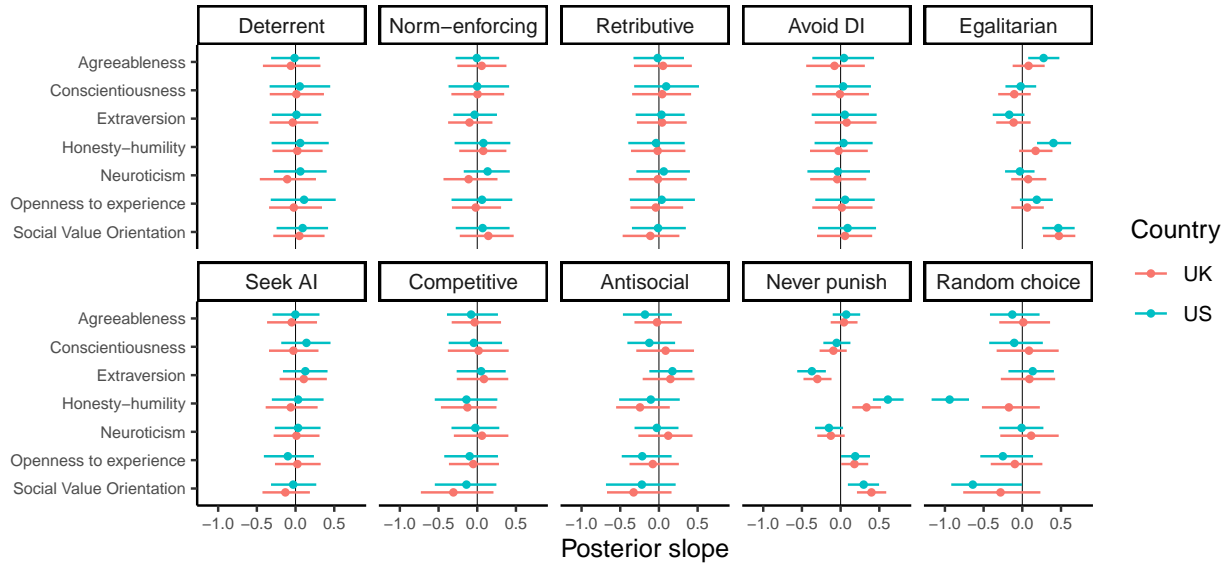 Deterrent Norm−enforcing Retributive Avoid DI Egalitarian
Agreeableness
Conscientiousness
Extraversion
Honesty−humility
Neuroticism
Openness to experience
Social Value Orientation
Seek AI Competitive Antisocial Never punish Random choice
Agreeableness
Conscientiousness
Extraversion
Honesty−humility
Neuroticism
Openness to experience
Social Value Orientation
−1.0 −0.5 0.0 0.5 −1.0 −0.5 0.0 0.5 −1.0 −0.5 0.0 0.5 −1.0 −0.5 0.0 0.5 −1.0 −0.5 0.0 0.5
Posterior slope
Country
UK
US